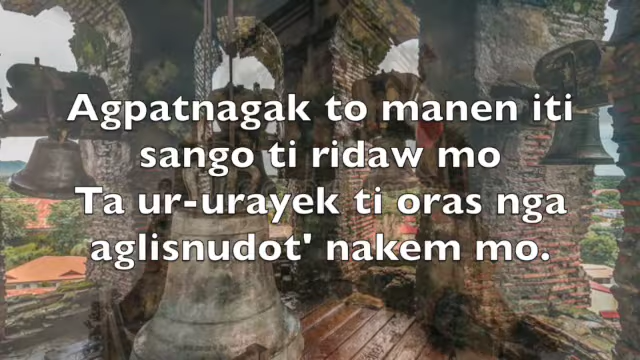 Agpatnagak to manen iti
sango ti ridaw mo
Ta ur-urayek ti oras nga
aglisnudot' nakem mo.